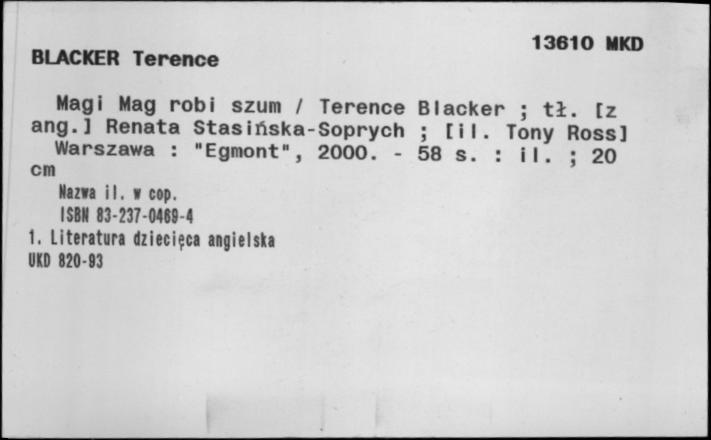 13610 MKD
BLACKER Terence
Magi Mag robi szum / Terence Blacker ; tł. [z
ang.] Renata Stasińska-Soprych ; [il. Tony Ross]
Warszawa : "Egmont", 2000. - 58 s. : il. ; 20
cm
Nazwa il. w cop.
ISBN 83-237-0469-4
1. Literatura dziecięca angielska
UKD 820-93